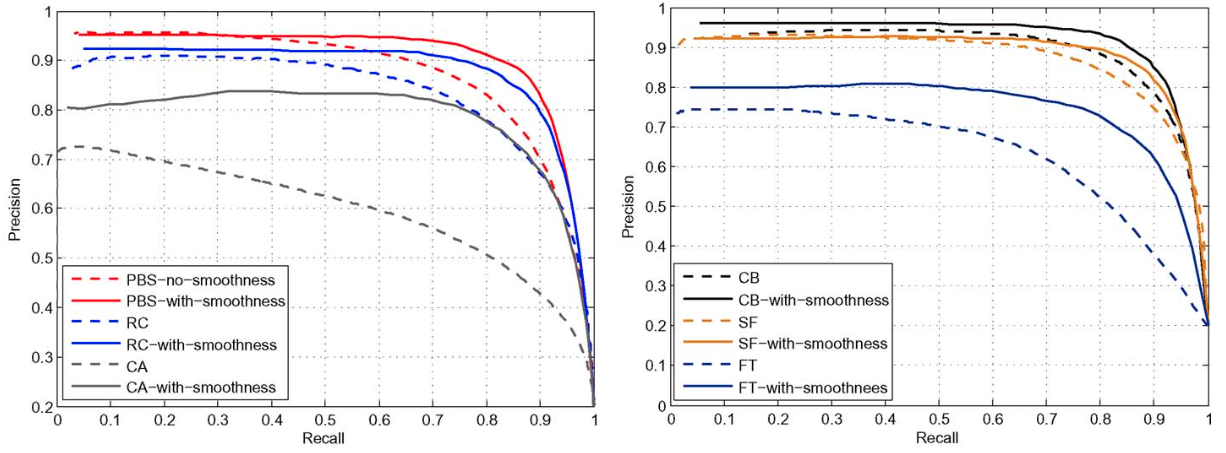 1
0.9
0.8
0.7
0.6
0.5
0.4
0.3
0.2
Precision
0 0.1 0.2 0.3 0.4 0.5 0.6 0.7 0.8 0.9 1
Recall
PBS-no-smoothness
PBS-with-smoothness
RC
RC-with-smoothness
CA
CA-with-smoothness
1
0.9
0.8
0.7
0.6
0.5
0.4
0.3
0.2
0.1
0
Precision
0 0.1 0.2 0.3 0.4 0.5 0.6 0.7 0.8 0.9 1
Recall
CB
CB-with-smoothness
SF
SF-with-smoothness
FT
FT-with-smoothnees